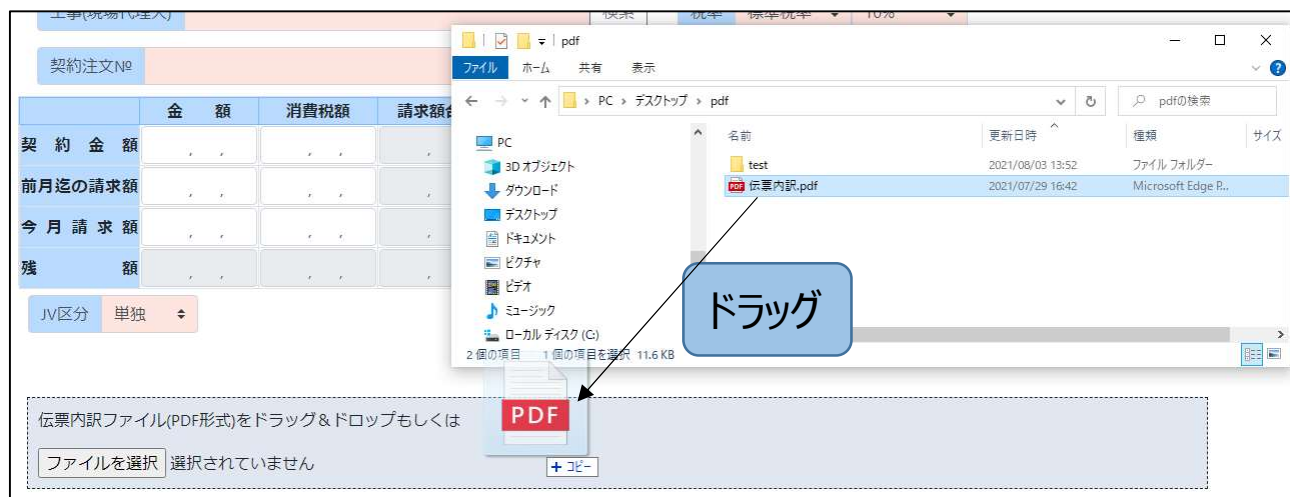 工事(現場代理人)
検索
税率 標準税率 10%
契約注文№
金 額 消費税額 請求額合
契 約 金 額 , , , , ,
前月迄の請求額 , , , , ,
今 月 請 求 額 , , , , ,
残 額 , , , , ,
JV区分 単独
pdf
ファイル ホーム 共有 表示
PC › デスクトップ › pdf
pdfの検索
名前 更新日時 種類 サイズ
test 2021/08/03 13:52 ファイル フォルダー
伝票内訳.pdf 2021/07/29 16:42 Microsoft Edge P...
PC
3D オブジェクト
ダウンロード
デスクトップ
ドキュメント
ピクチャ
ビデオ
ミュージック
ローカル ディスク (C:)
2 個の項目 1 個の項目を選択 11.6 KB
ドラッグ
伝票内訳ファイル(PDF形式)をドラッグ&ドロップもしくは
ファイルを選択 選択されていません
PDF
+ コピー